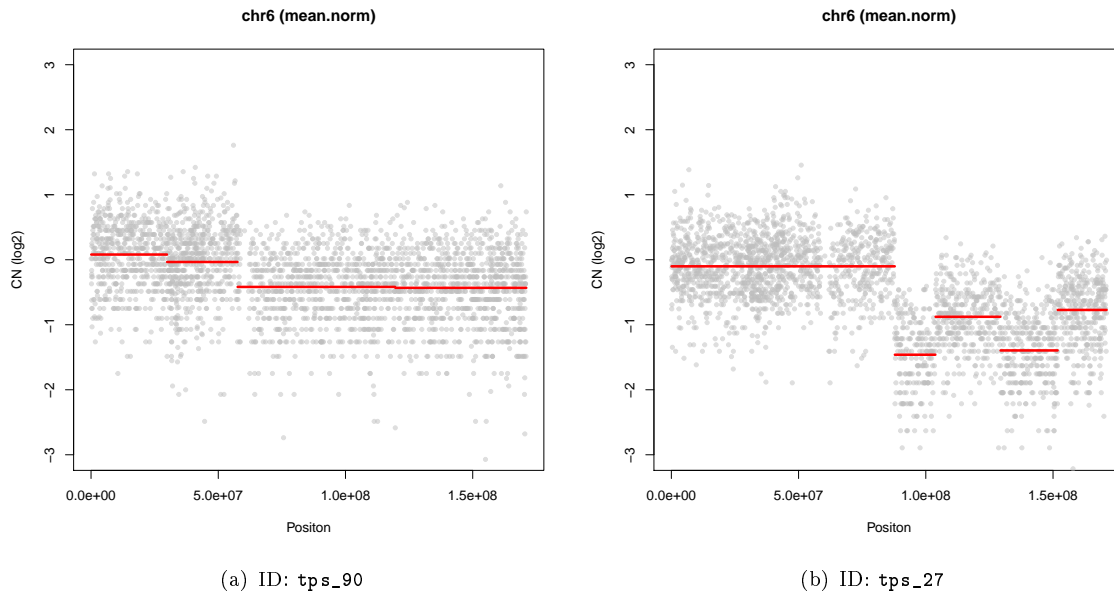 chr6 (mean.norm)
3
2
1
0
−1
−2
−3
CN (log2)
0.0e+00 5.0e+07 1.0e+08 1.5e+08
Positon
(a) ID: tps_90
chr6 (mean.norm)
3
2
1
0
−1
−2
−3
CN (log2)
0.0e+00 5.0e+07 1.0e+08 1.5e+08
Positon
(b) ID: tps_27